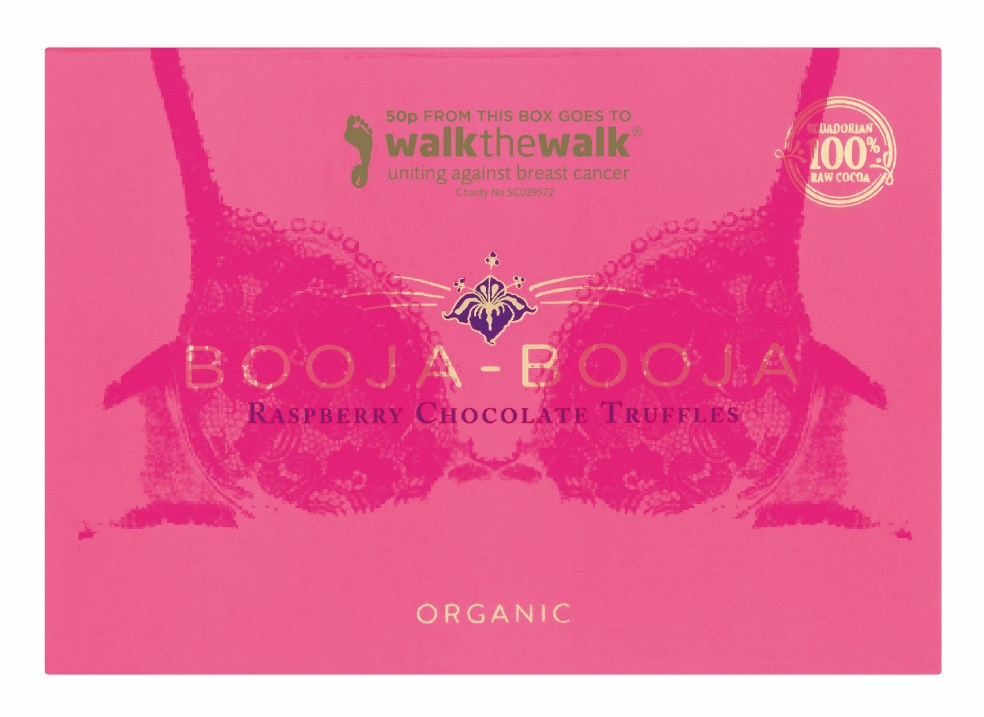 50p FROM THIS BOX GOES TO
walkthewalk®
uniting against breast cancer
Charity No SC029572
ECUADORIAN
100%
RAW COCOA
BOOJA-BOOJA
RASPBERRY CHOCOLATE TRUFFLES
ORGANIC